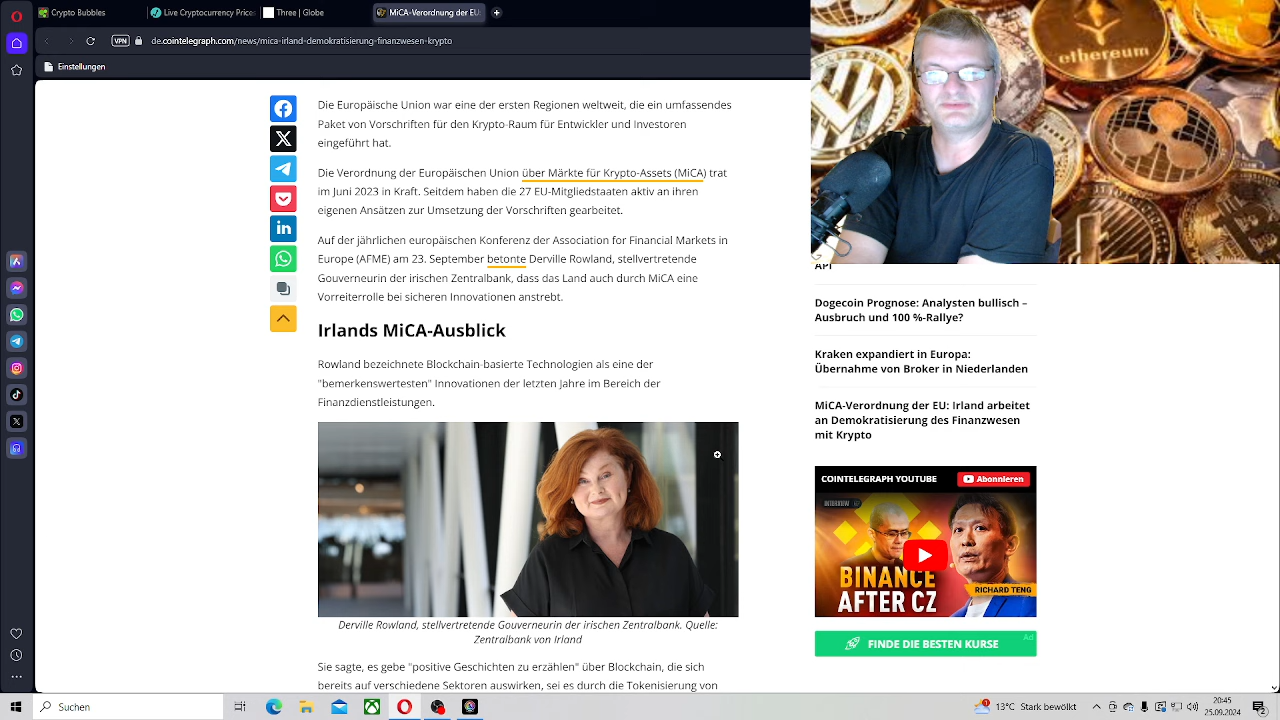 Crypto Bubbles
Live Cryptocurrency Prices
Three | Globe
MiCA-Verordnung der EU:
VPN
de.cointelegraph.com/news/mica-irland-demokratisierung-finanzwesen-krypto
Einstellungen
Die Europäische Union war eine der ersten Regionen weltweit, die ein umfassendes
Paket von Vorschriften für den Krypto-Raum für Entwickler und Investoren
eingeführt hat.
Die Verordnung der Europäischen Union über Märkte für Krypto-Assets (MiCA) trat
im Juni 2023 in Kraft. Seitdem haben die 27 EU-Mitgliedstaaten aktiv an ihren
eigenen Ansätzen zur Umsetzung der Vorschriften gearbeitet.
Auf der jährlichen europäischen Konferenz der Association for Financial Markets in
Europe (AFME) am 23. September betonte Derville Rowland, stellvertretende
Gouverneurin der irischen Zentralbank, dass das Land auch durch MiCA eine
Vorreiterrolle bei sicheren Innovationen anstrebt.
Irlands MiCA-Ausblick
Rowland bezeichnete Blockchain-basierte Technologien als eine der
"bemerkenswertesten" Innovationen der letzten Jahre im Bereich der
Finanzdienstleistungen.
Derville Rowland, stellvertretende Gouverneurin der irischen Zentralbank. Quelle:
Zentralbank von Irland
Sie sagte, es gebe "positive Geschichten zu erzählen" über Blockchain, die sich
bereits auf verschiedene Sektoren auswirken, sei es durch die Tokenisierung von
ethereum
API
Dogecoin Prognose: Analysten bullisch –
Ausbruch und 100 %-Rallye?
Kraken expandiert in Europa:
Übernahme von Broker in Niederlanden
MiCA-Verordnung der EU: Irland arbeitet
an Demokratisierung des Finanzwesen
mit Krypto
COINTELEGRAPH YOUTUBE
Abonnieren
INTERVIEW
BINANCE
AFTER CZ
RICHARD TENG
Ad
FINDE DIE BESTEN KURSE
Suchen
13°C Stark bewölkt
20:45
25.09.2024
2